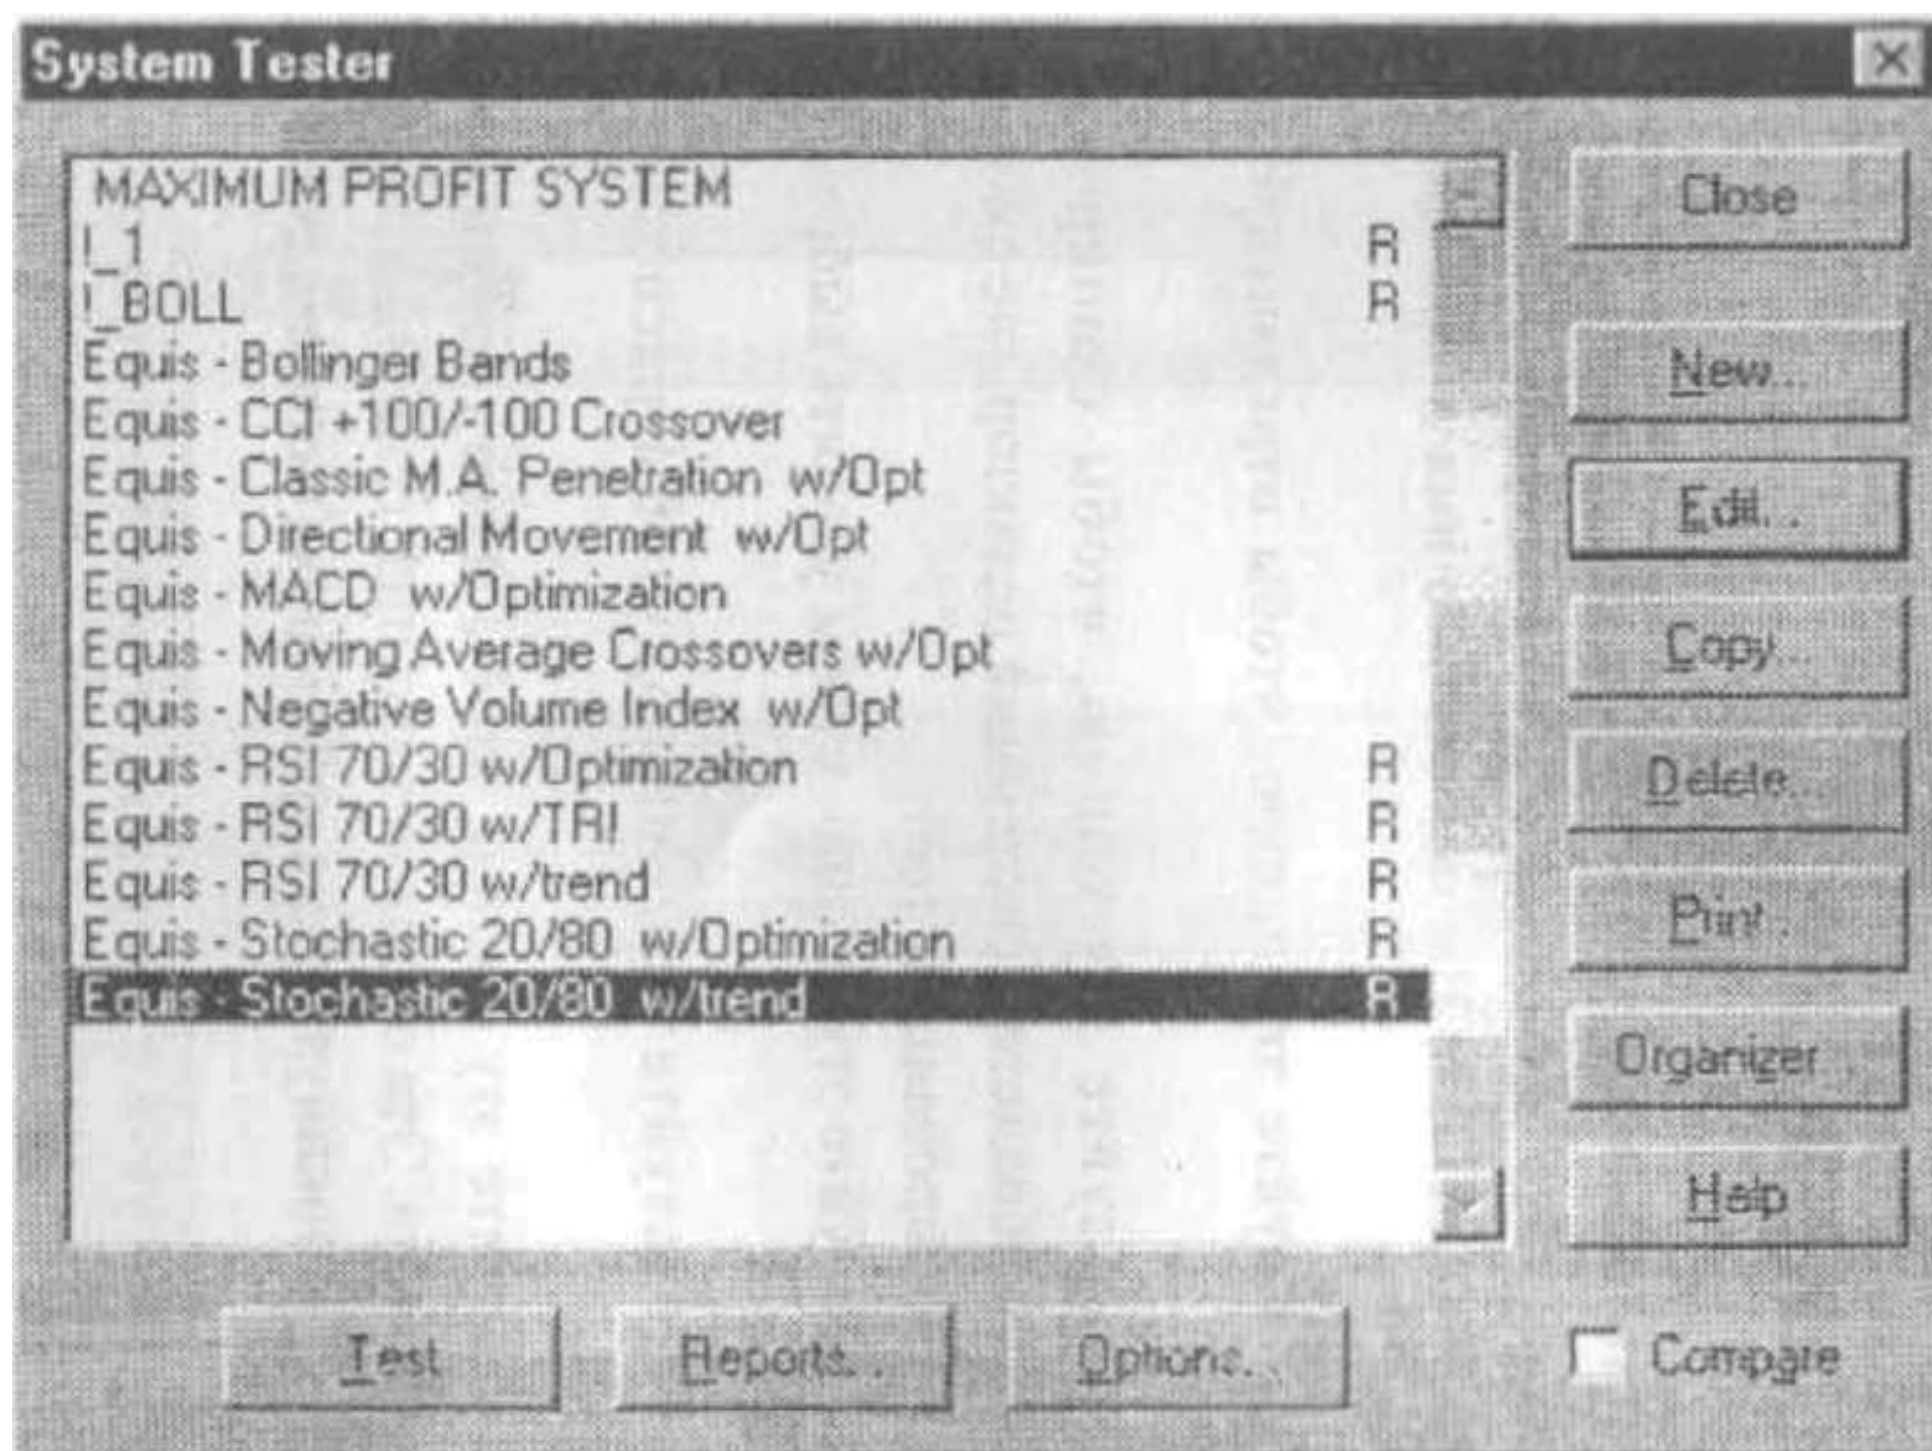 System Tester
MAXIMUM PROFIT SYSTEM
!_1 R
!_BOLL R
Equis - Bollinger Bands
Equis - CCI +100/-100 Crossover
Equis - Classic M.A. Penetration w/Opt
Equis - Directional Movement w/Opt
Equis - MACD w/Optimization
Equis - Moving Average Crossovers w/Opt
Equis - Negative Volume Index w/Opt
Equis - RSI 70/30 w/Optimization R
Equis - RSI 70/30 w/TRI R
Equis - RSI 70/30 w/trend R
Equis - Stochastic 20/80 w/Optimization R
Equis - Stochastic 20/80 w/trend R
Close
New...
Edit...
Copy...
Delete...
Print...
Organizer...
Help
Test
Reports...
Options...
Compare